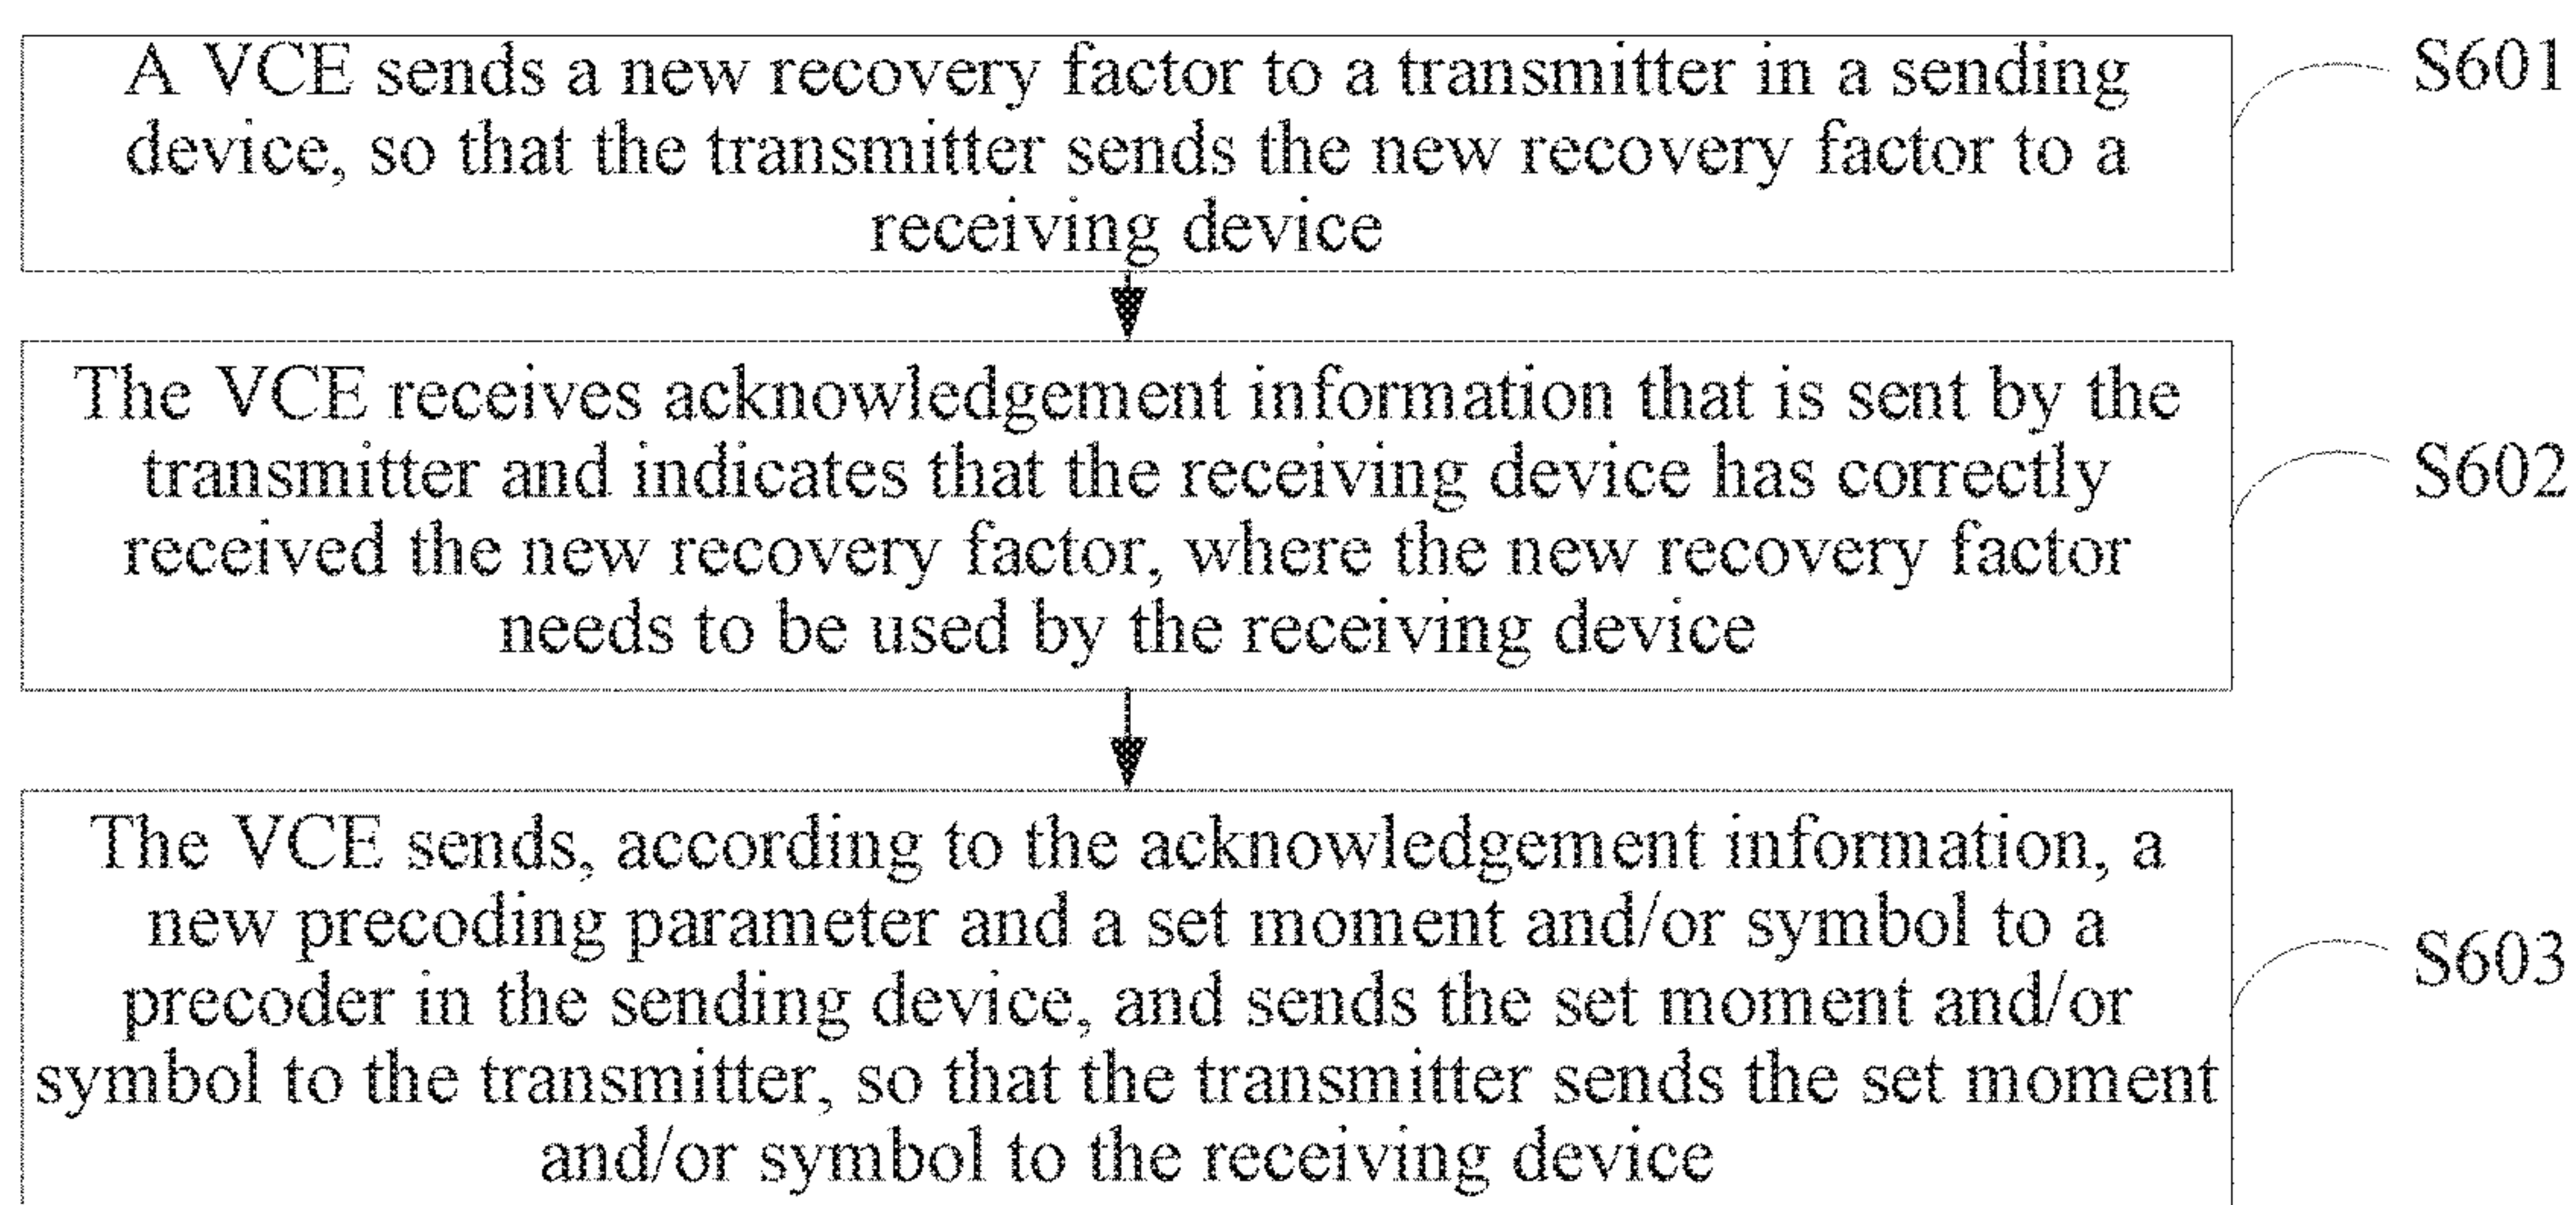 A VCE sends a new recovery factor to a transmitter in a sending
device, so that the transmitter sends the new recovery factor to a
receiving device
S601
The VCE receives acknowledgement information that is sent by the
transmitter and indicates that the receiving device has correctly
received the new recovery factor, where the new recovery factor
needs to be used by the receiving device
S602
The VCE sends, according to the acknowledgement information, a
new precoding parameter and a set moment and/or symbol to a
precoder in the sending device, and sends the set moment and/or
symbol to the transmitter, so that the transmitter sends the set moment
and/or symbol to the receiving device
S603